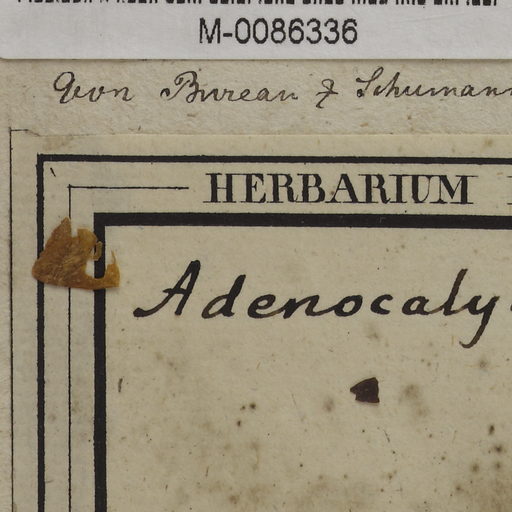 M-0086336
von Bureau & Schumann
HERBARIUM
Adenocaly